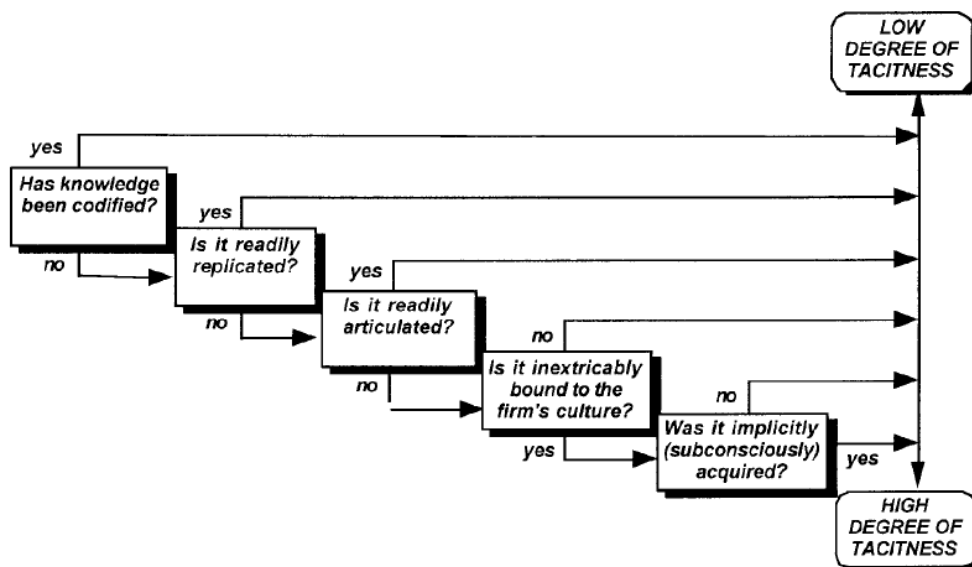 LOW
DEGREE OF
TACITNESS
yes
Has knowledge
been codified?
no
yes
Is it readily
replicated?
no
yes
Is it readily
articulated?
no
no
Is it inextricably
bound to the
firm's culture?
yes
no
Was it implicitly
(subconsciously)
acquired?
yes
HIGH
DEGREE OF
TACITNESS